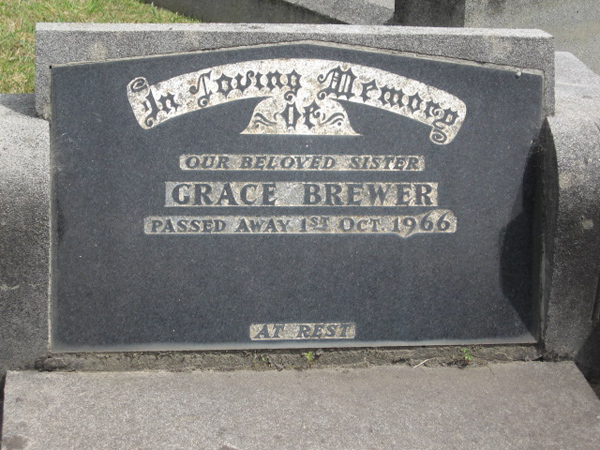 In Loving Memory
Of
OUR BELOVED SISTER
GRACE BREWER
PASSED AWAY 1ST OCT. 1966
AT REST